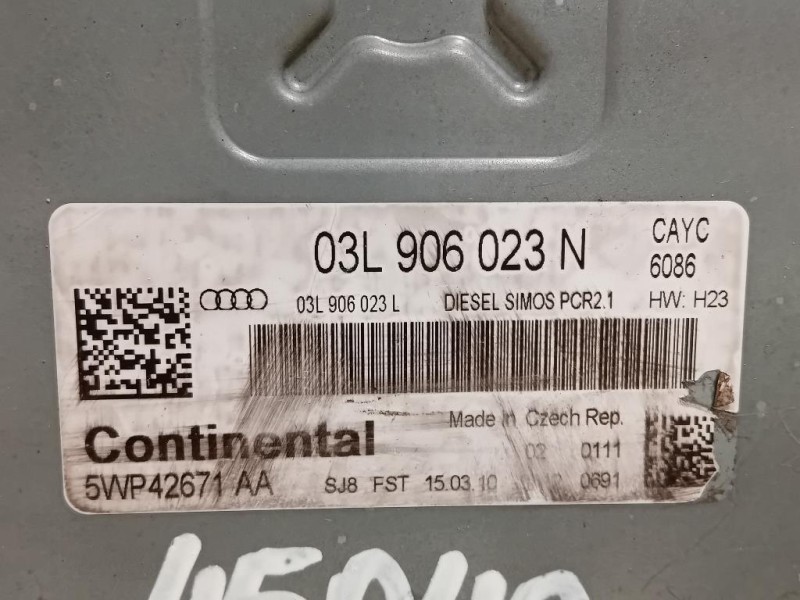 03L 906 023 N
CAYC
6086
03L 906 023 L DIESEL SIMOS PCR2.1 HW: H23
Made in Czech Rep.
Continental
02 0111
5WP42671 AA SJ8 FST 15.03.10 0691